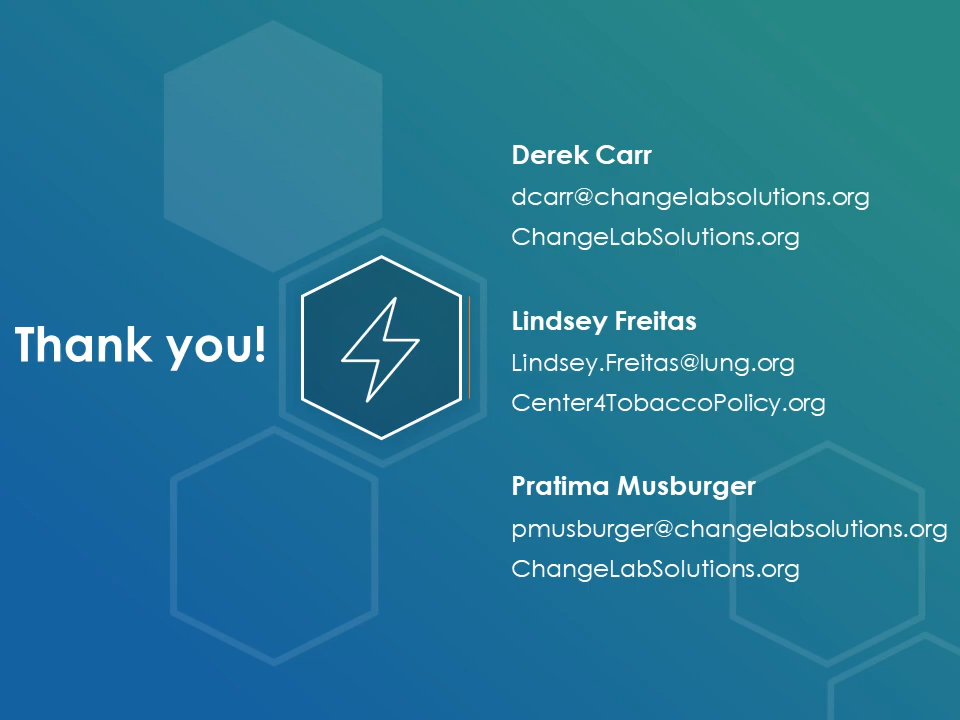 Thank you!
Derek Carr
dcarr@changelabsolutions.org
ChangeLabSolutions.org
Lindsey Freitas
Lindsey.Freitas@lung.org
Center4TobaccoPolicy.org
Pratima Musburger
pmusburger@changelabsolutions.org
ChangeLabSolutions.org